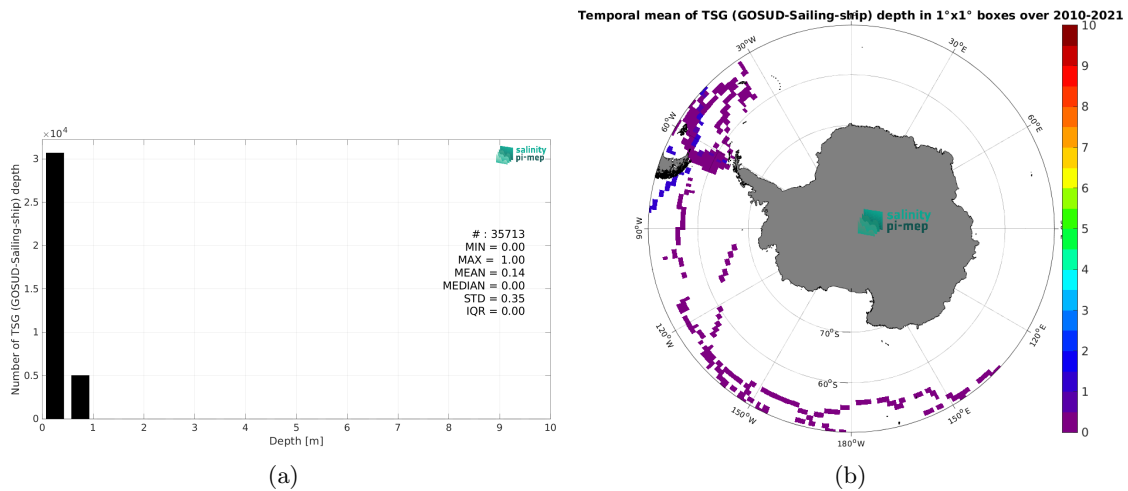 ×10⁴
3
2.5
2
1.5
1
0.5
0
Number of TSG (GOSUD-Sailing-ship) depth
salinity
pi-mep
# : 35713
MIN = 0.00
MAX = 1.00
MEAN = 0.14
MEDIAN = 0.00
STD = 0.35
IQR = 0.00
0 1 2 3 4 5 6 7 8 9 10
Depth [m]
(a)
Temporal mean of TSG (GOSUD-Sailing-ship) depth in 1°x1° boxes over 2010-2021
30°W
30°E
60°W
90°W
salinity
pi-mep
120°W
120°E
70°S
60°S
150°W
150°E
180°W
10
9
8
7
6
5
4
3
2
1
0
(b)